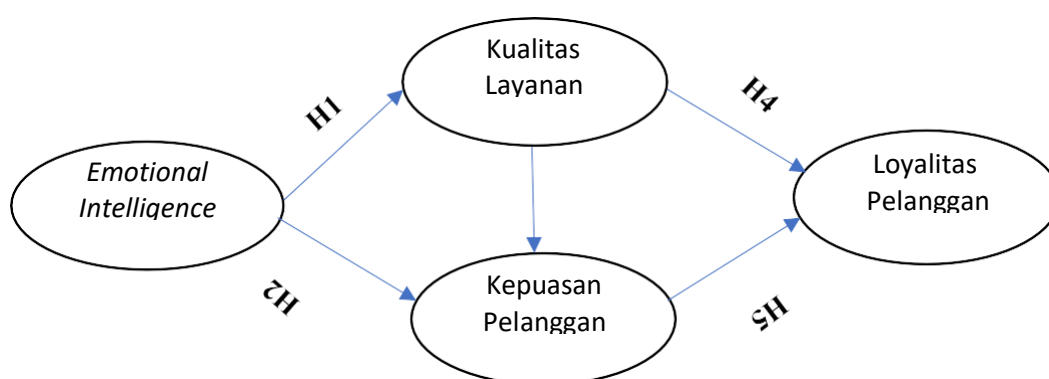 Kualitas
Layanan
H1
H4
Emotional
Intelligence
Loyalitas
Pelanggan
H2
Kepuasan
Pelanggan
H5